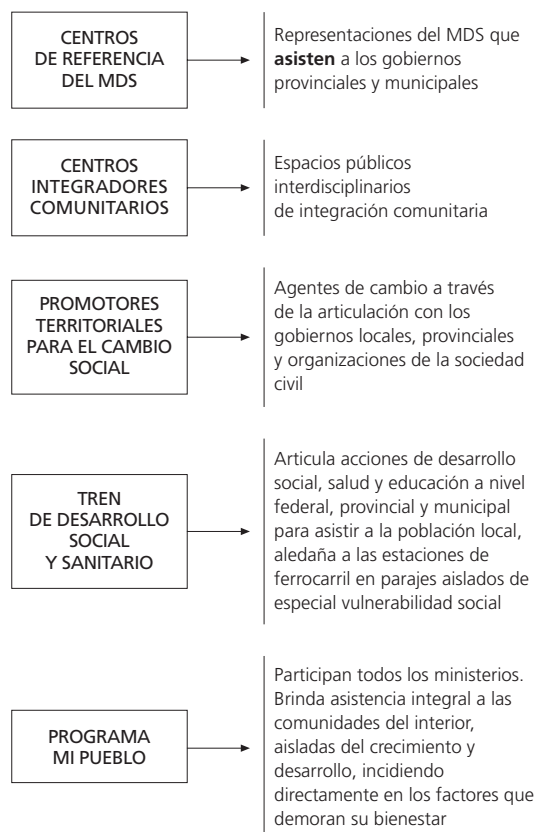 CENTROS
DE REFERENCIA
DEL MDS
Representaciones del MDS que
asisten a los gobiernos
provinciales y municipales
CENTROS
INTEGRADORES
COMUNITARIOS
Espacios públicos
interdisciplinarios
de integración comunitaria
PROMOTORES
TERRITORIALES
PARA EL CAMBIO
SOCIAL
Agentes de cambio a través
de la articulación con los
gobiernos locales, provinciales
y organizaciones de la sociedad
civil
TREN
DE DESARROLLO
SOCIAL
Y SANITARIO
Articula acciones de desarrollo
social, salud y educación a nivel
federal, provincial y municipal
para asistir a la población local,
aledaña a las estaciones de
ferrocarril en parajes aislados de
especial vulnerabilidad social
PROGRAMA
MI PUEBLO
Participan todos los ministerios.
Brinda asistencia integral a las
comunidades del interior,
aisladas del crecimiento y
desarrollo, incidiendo
directamente en los factores que
demoran su bienestar